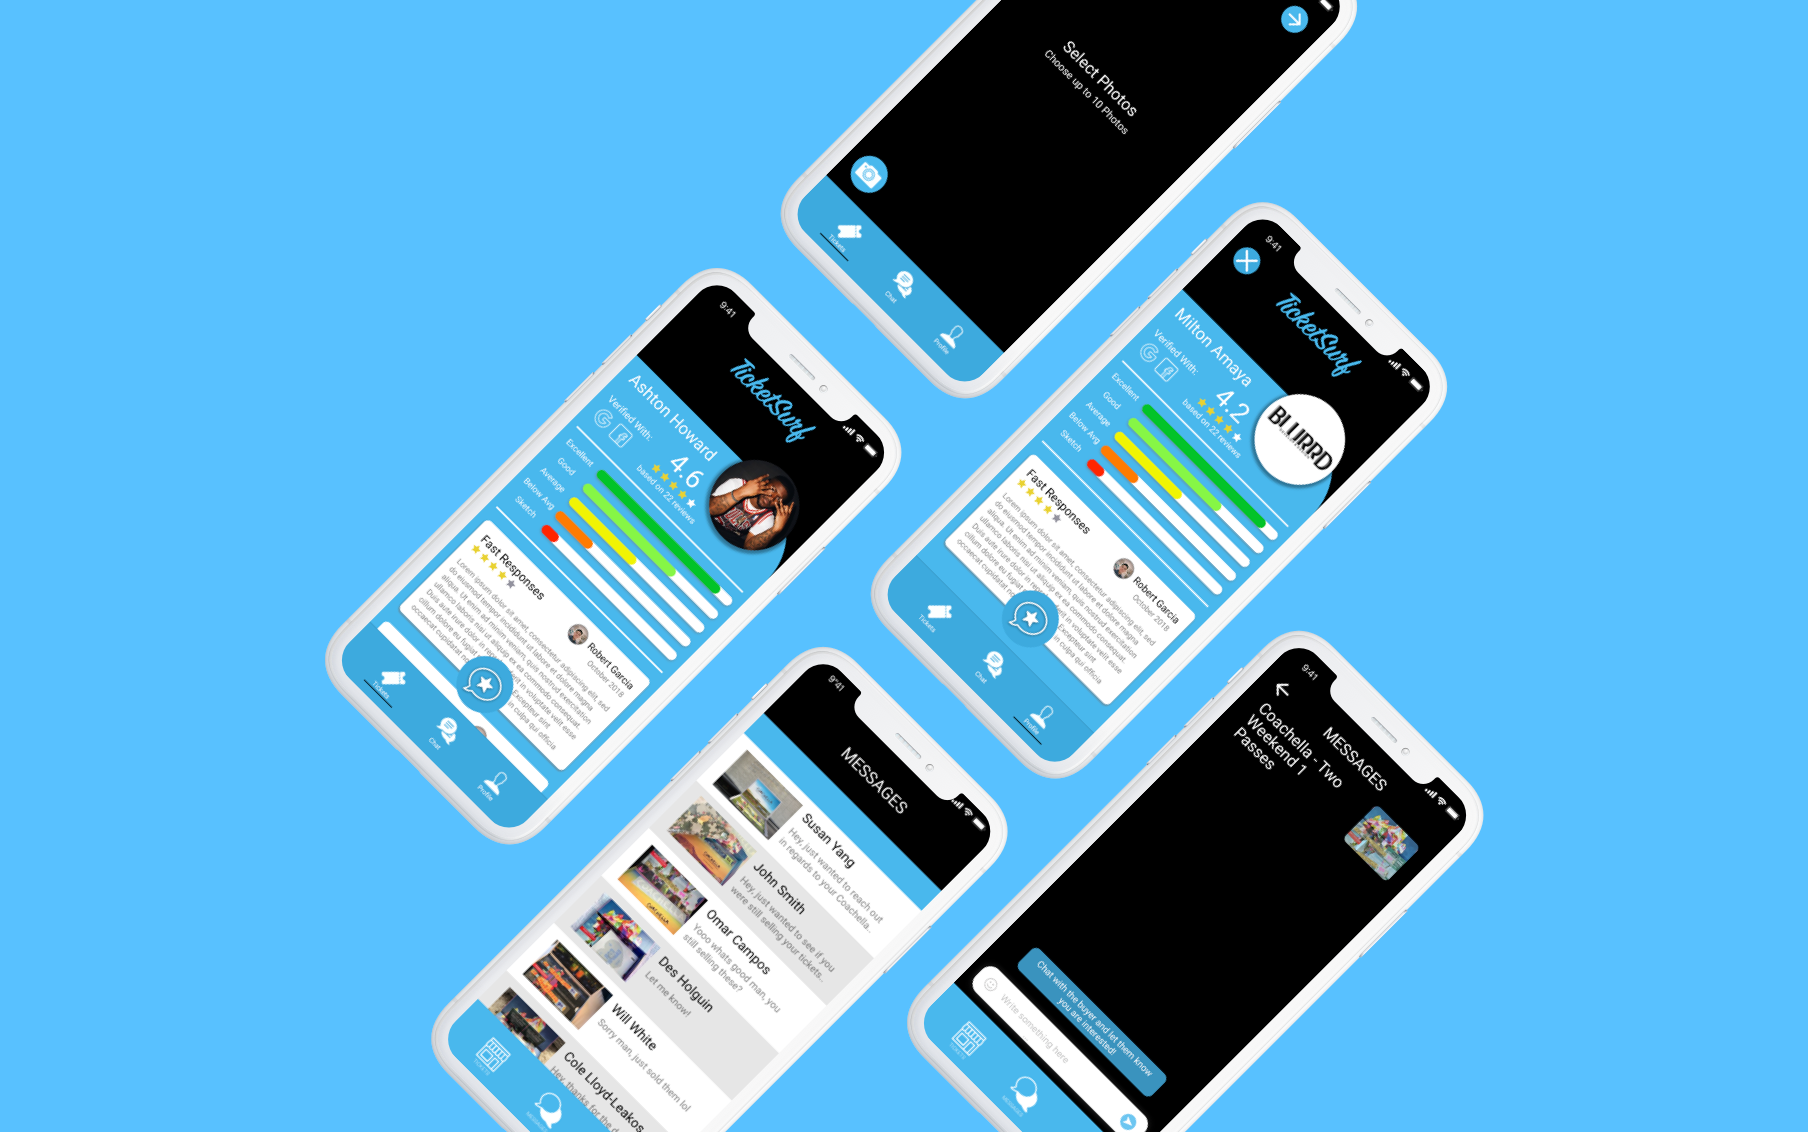 Select Photos
Choose up to 10 Photos
Tickets
Chat
Profile
9:41
TicketSurf
Milton Amaya
Verified With:
4.2
based on 22 reviews
BLURRD
Excellent
Good
Average
Below Avg
Sketch
Fast Responses
Robert Garcia
October 2018
Lorem ipsum dolor sit amet, consectetur adipiscing elit, sed
do eiusmod tempor incididunt ut labore et dolore magna
aliqua. Ut enim ad minim veniam, quis nostrud exercitation
ullamco laboris nisi ut aliquip ex ea commodo consequat.
Duis aute irure dolor in reprehenderit in voluptate velit esse
cillum dolore eu fugiat
Excepteur sint
occaecat cupidatat
in culpa qui officia
Tickets
Chat
Profile
9:41
TicketSurf
Ashton Howard
Verified With:
4.6
based on 22 reviews
Excellent
Good
Average
Below Avg
Sketch
Fast Responses
Robert Garcia
October 2018
Lorem ipsum dolor sit amet, consectetur adipiscing elit, sed
do eiusmod tempor incididunt ut labore et dolore magna
aliqua. Ut enim ad minim veniam, quis nostrud exercitation
ullamco laboris nisi ut aliquip ex ea commodo consequat.
Duis aute irure dolor in in voluptate velit esse
cillum dolore eu fugiat
Excepteur sint
occaecat cupidatat
in culpa qui officia
Tickets
Chat
Profile
9:41
MESSAGES
Susan Yang
Hey, just wanted to reach out
in regards to your Coachella..
John Smith
Hey, just wanted to see if you
were still selling your tickets..
Omar Campos
Yooo whats good man, you
still selling these?
Des Holguin
Let me know!
Will White
Sorry man, just sold them lol
Cole Lloyd-Leakos
Hey, thanks for the
9:41
MESSAGES
Coachella - Two
Weekend 1
Passes
Chat with the buyer and let them know
you are interested!
Write something here